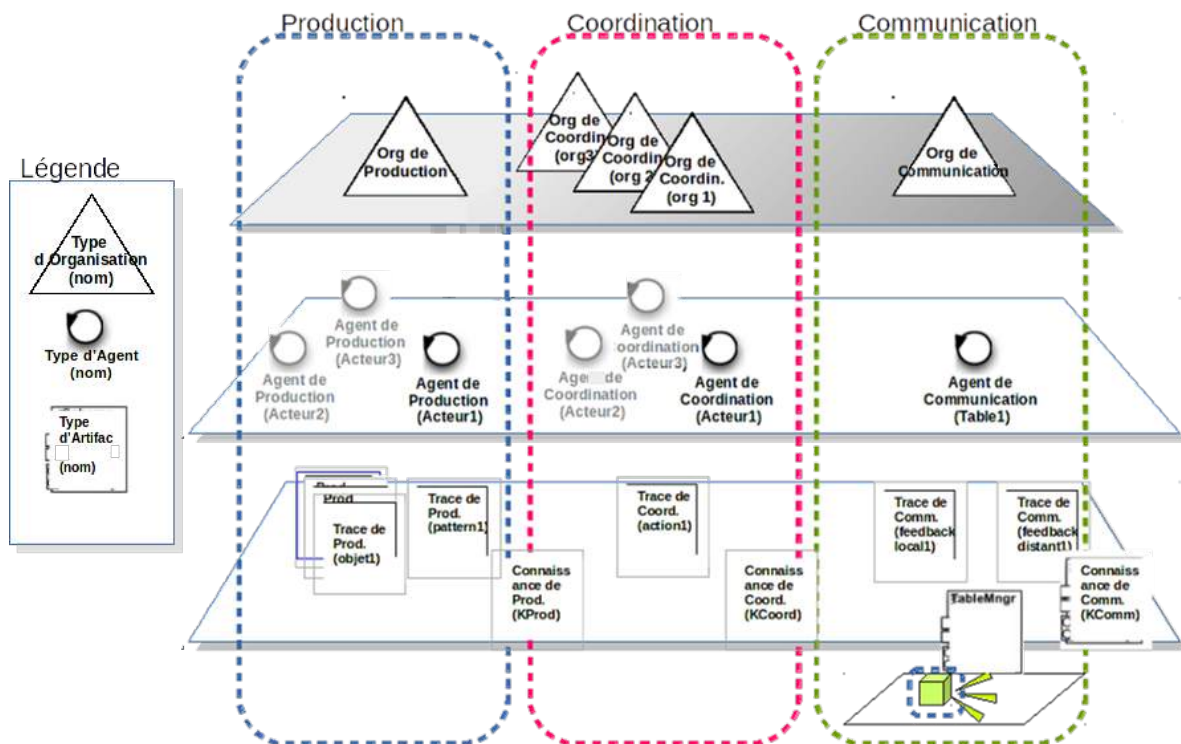 Production
Coordination
Communication
Org de
Production
Org de
Coordin
(org3
Org de
Coordin
(org 2
Org de
Coordin.
(org 1)
Org de
Communication
Légende
Type
d Organisation
(nom)
Type d'Agent
(nom)
Type
d'Artifac
(nom)
Agent de
Production
(Acteur3)
Agent de
Production
(Acteur2)
Agent de
Production
(Acteur1)
Agent de
oordination
(Acteur3)
Agent de
Coordination
(Acteur2)
Agent de
Coordination
(Acteur1)
Agent de
Communication
(Table1)
Prod
Trace de
Prod.
(objet1)
Trace de
Prod.
(pattern1)
Connaiss
ance de
Prod.
(KProd)
Trace de
Coord.
(action1)
Connaiss
ance de
Coord.
(KCoord)
Trace de
Comm.
(feedback
local1)
Trace de
Comm.
(feedback
distant1)
Connaiss
ance de
Comm.
(KComm)
TableMngr